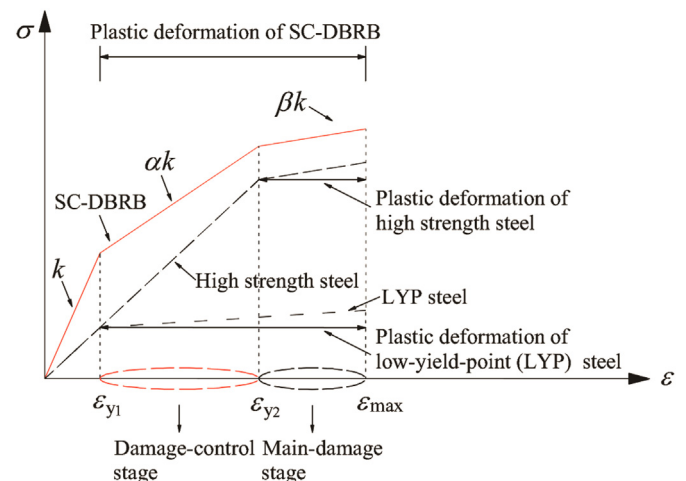 σ
Plastic deformation of SC-DBRB
βk
αk
SC-DBRB
Plastic deformation of
high strength steel
k
High strength steel
LYP steel
Plastic deformation of
low-yield-point (LYP) steel
εy1
εy2
εmax
ε
Damage-control
stage
Main-damage
stage